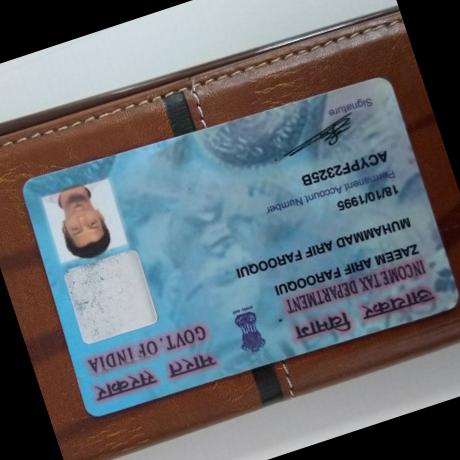 आयकर विभाग
INCOME TAX DEPARTMENT
भारत सरकार
GOVT. OF INDIA
ZAEEM ARIF FAROOQUI
MUHAMMAD ARIF FAROOQUI
18/10/1995
Permanent Account Number
ACYPF2325B
Signature